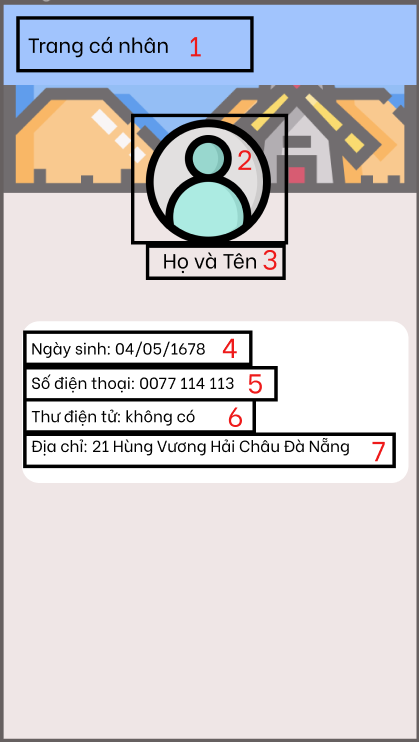 Trang cá nhân 1
2
Họ và Tên 3
Ngày sinh: 04/05/1678 4
Số điện thoại: 0077 114 113 5
Thư điện tử: không có 6
Địa chỉ: 21 Hùng Vương Hải Châu Đà Nẵng 7